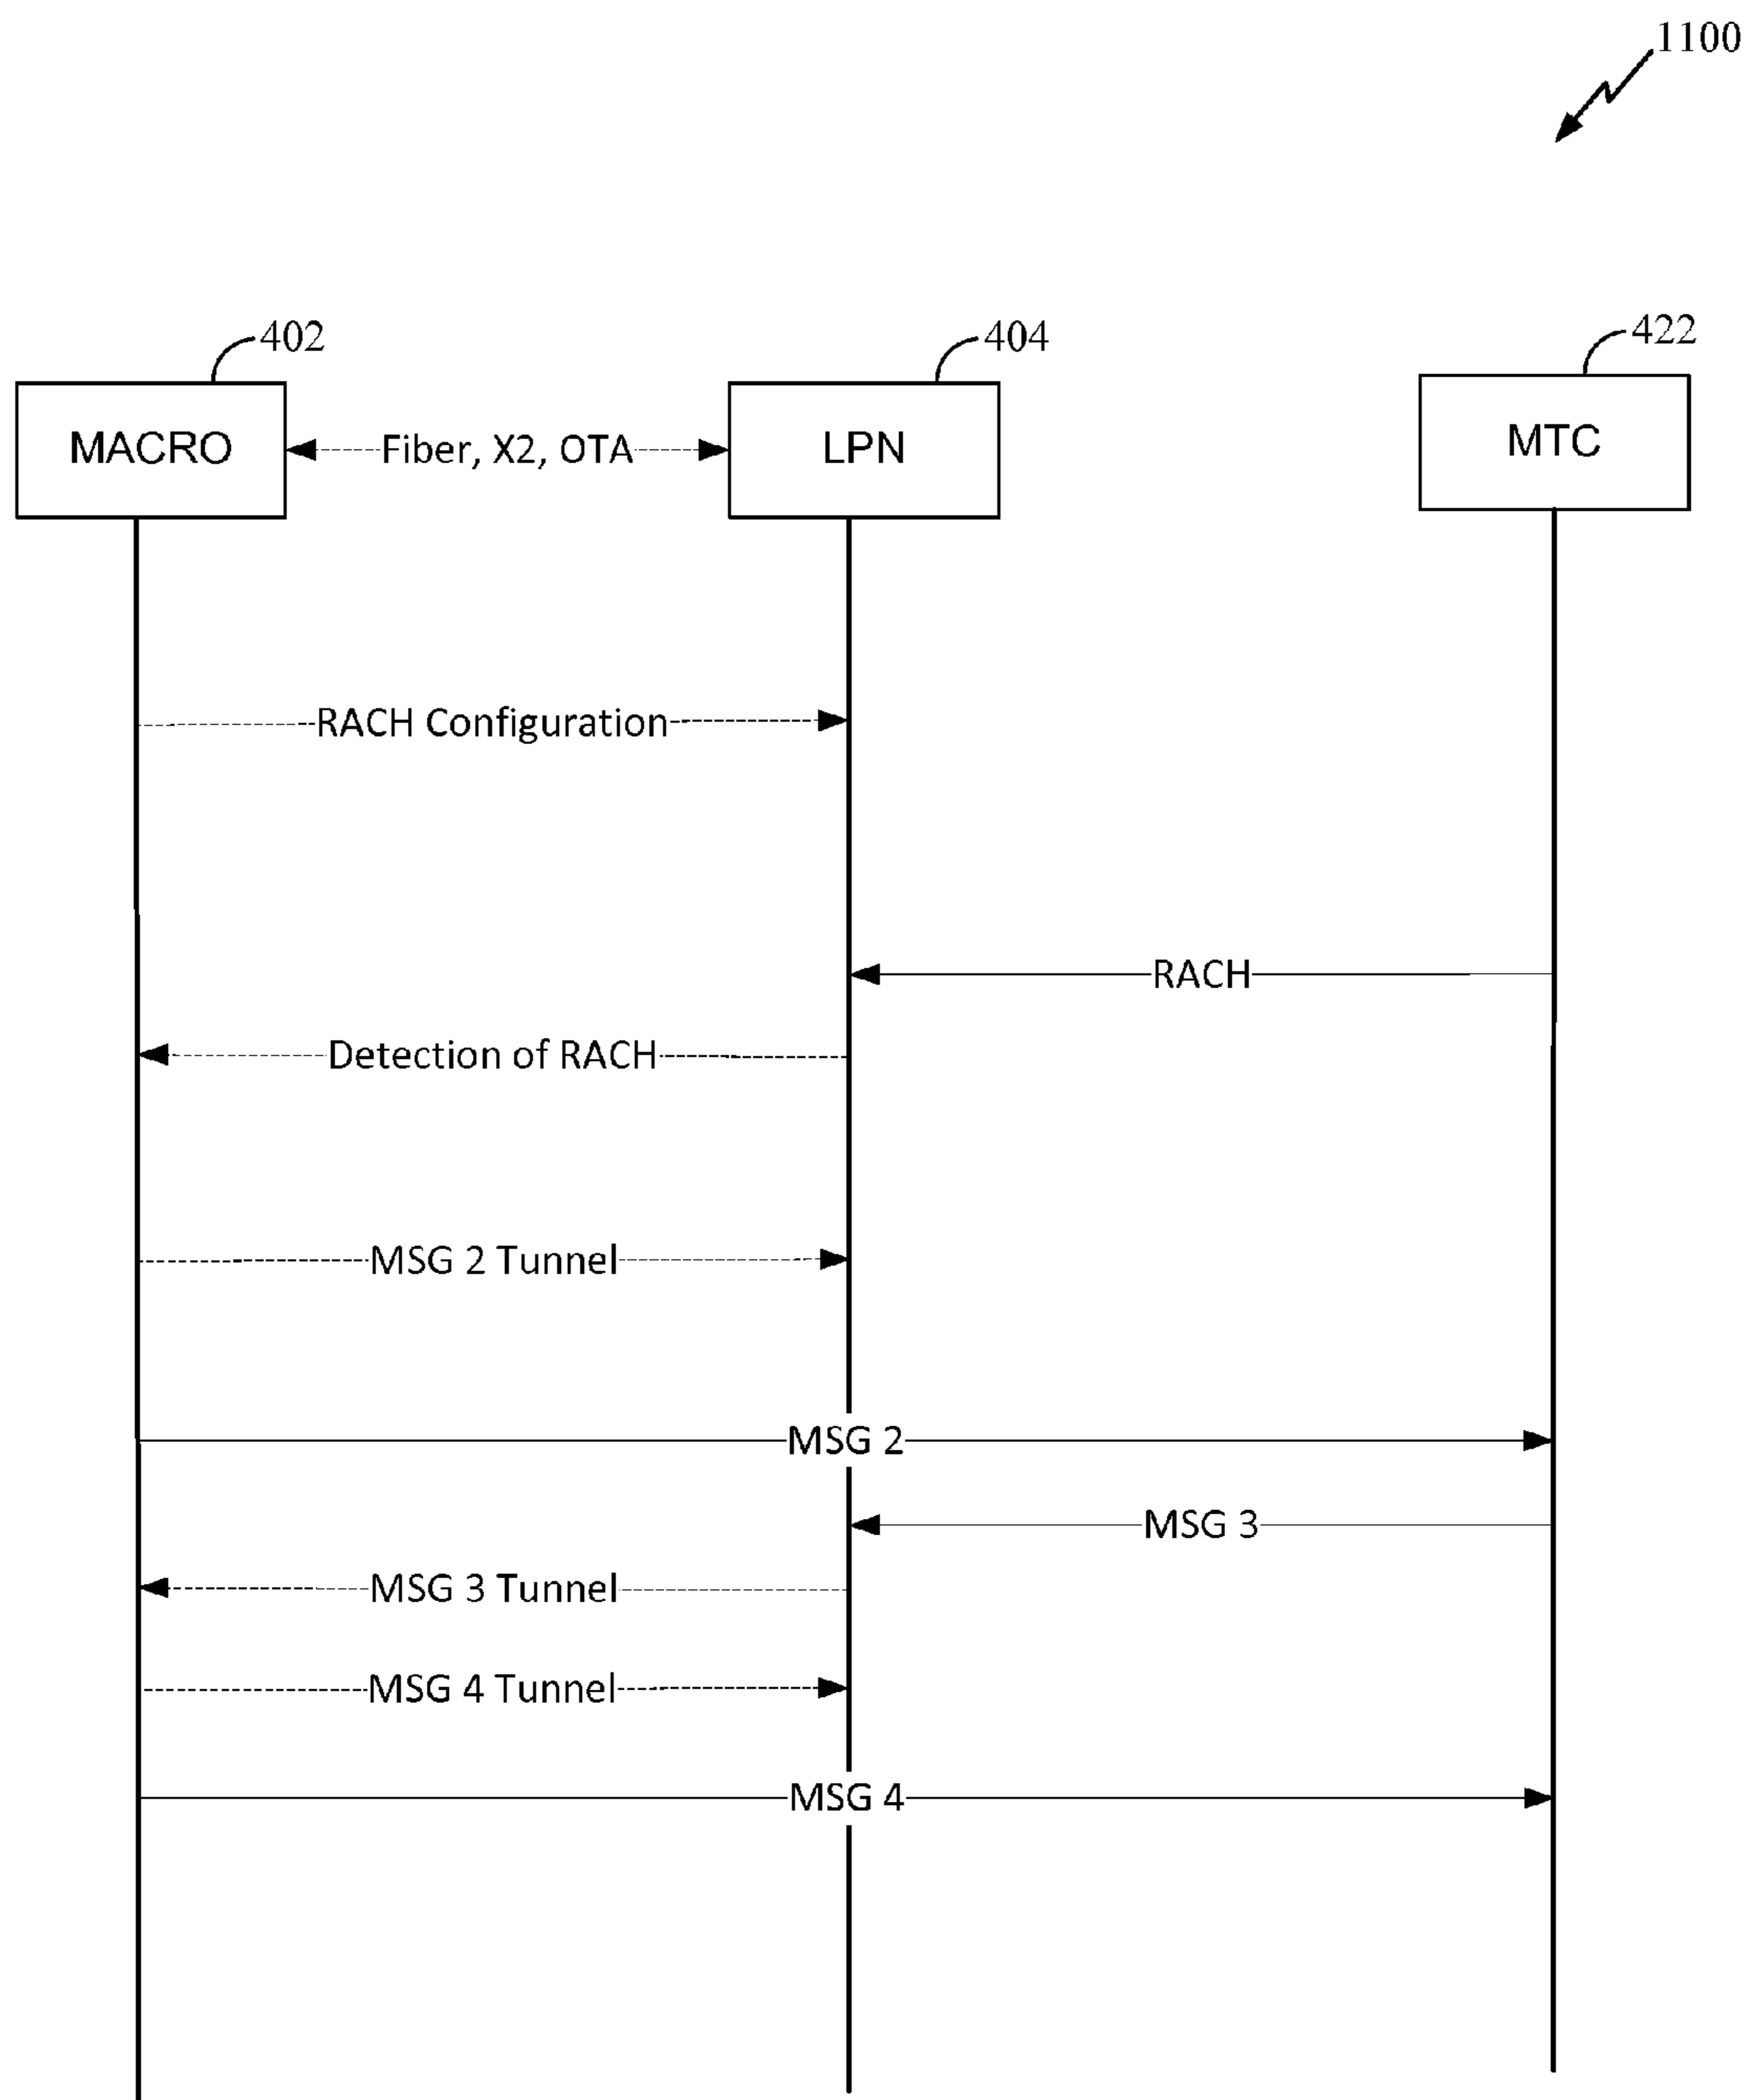 1100
402
404
422
MACRO
Fiber, X2, OTA
LPN
MTC
RACH Configuration
RACH
Detection of RACH
MSG 2 Tunnel
MSG 2
MSG 3
MSG 3 Tunnel
MSG 4 Tunnel
MSG 4